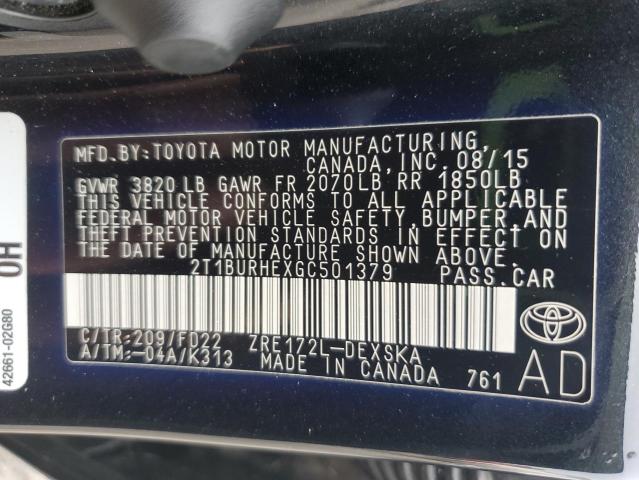 MFD.BY:TOYOTA MOTOR MANUFACTURING,
CANADA,INC.08/15
GVWR 3820 LB GAWR FR 2070LB RR 1850LB
THIS VEHICLE CONFORMS TO ALL APPLICABLE
FEDERAL MOTOR VEHICLE SAFETY, BUMPER,AND
THEFT PREVENTION STANDARDS IN EFFECT ON
THE DATE OF MANUFACTURE SHOWN ABOVE.
2T1BURHEXGC501379 PASS.CAR
C/TR:209/FD22 ZRE172L-DEXSKA
A/TM:-04A/K313 MADE IN CANADA 761
AD
42661-02G80
0H